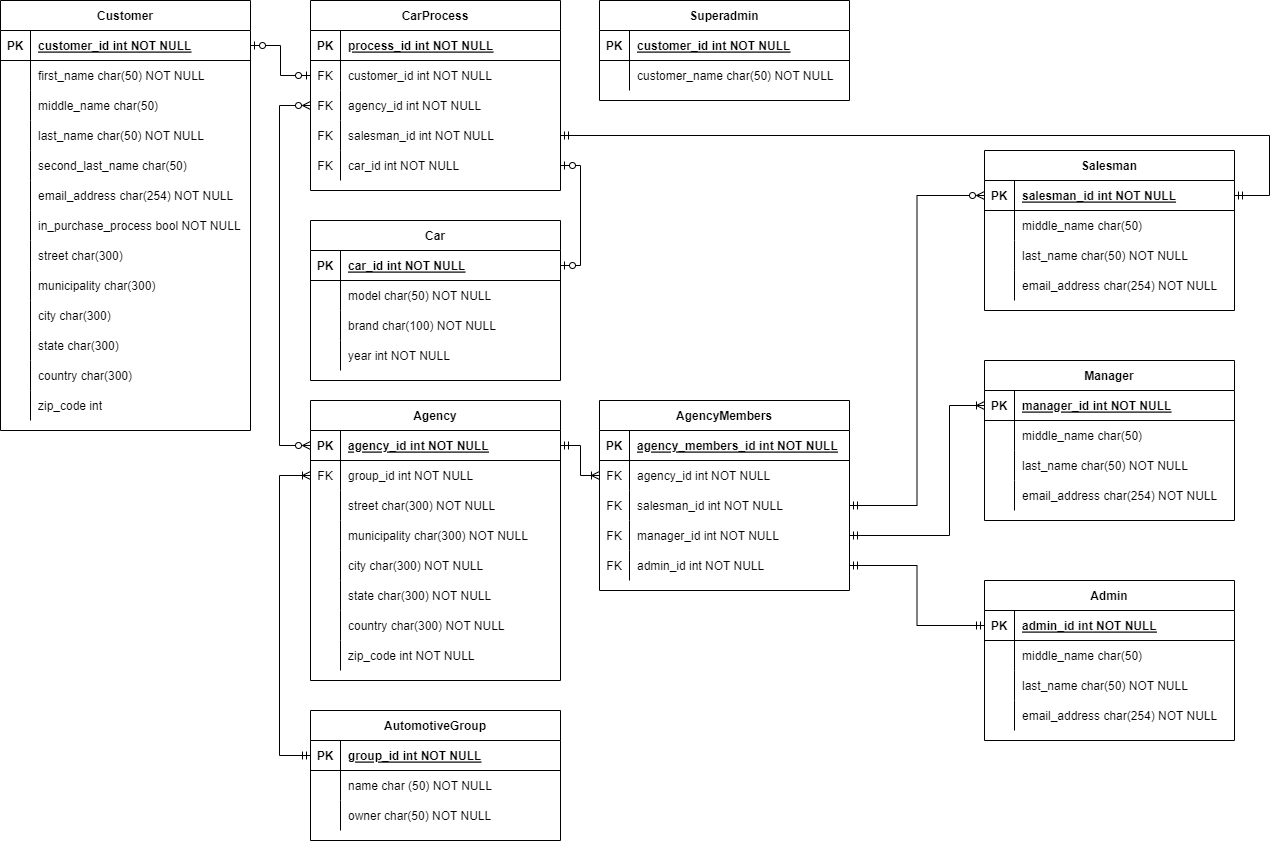 Customer
PK customer_id int NOT NULL
first_name char(50) NOT NULL
middle_name char(50)
last_name char(50) NOT NULL
second_last_name char(50)
email_address char(254) NOT NULL
in_purchase_process bool NOT NULL
street char(300)
municipality char(300)
city char(300)
state char(300)
country char(300)
zip_code int
CarProcess
PK process_id int NOT NULL
FK customer_id int NOT NULL
FK agency_id int NOT NULL
FK salesman_id int NOT NULL
FK car_id int NOT NULL
Superadmin
PK customer_id int NOT NULL
customer_name char(50) NOT NULL
Salesman
PK salesman_id int NOT NULL
middle_name char(50)
last_name char(50) NOT NULL
email_address char(254) NOT NULL
Car
PK car_id int NOT NULL
model char(50) NOT NULL
brand char(100) NOT NULL
year int NOT NULL
Manager
PK manager_id int NOT NULL
middle_name char(50)
last_name char(50) NOT NULL
email_address char(254) NOT NULL
Agency
PK agency_id int NOT NULL
FK group_id int NOT NULL
street char(300) NOT NULL
municipality char(300) NOT NULL
city char(300) NOT NULL
state char(300) NOT NULL
country char(300) NOT NULL
zip_code int NOT NULL
AgencyMembers
PK agency_members_id int NOT NULL
FK agency_id int NOT NULL
FK salesman_id int NOT NULL
FK manager_id int NOT NULL
FK admin_id int NOT NULL
Admin
PK admin_id int NOT NULL
middle_name char(50)
last_name char(50) NOT NULL
email_address char(254) NOT NULL
AutomotiveGroup
PK group_id int NOT NULL
name char (50) NOT NULL
owner char(50) NOT NULL